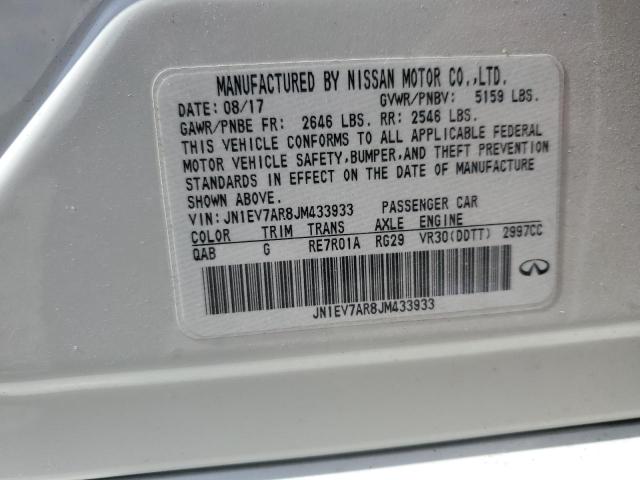 MANUFACTURED BY NISSAN MOTOR CO.,LTD.
DATE: 08/17 GVWR/PNBV: 5159 LBS.
GAWR/PNBE FR: 2646 LBS. RR: 2546 LBS.
THIS VEHICLE CONFORMS TO ALL APPLICABLE FEDERAL
MOTOR VEHICLE SAFETY,BUMPER,AND THEFT PREVENTION
STANDARDS IN EFFECT ON THE DATE OF MANUFACTURE
SHOWN ABOVE.
VIN: JN1EV7AR8JM433933 PASSENGER CAR
COLOR TRIM TRANS AXLE ENGINE
QAB G RE7R01A RG29 VR30(DDTT) 2997CC
JN1EV7AR8JM433933
INFINITI